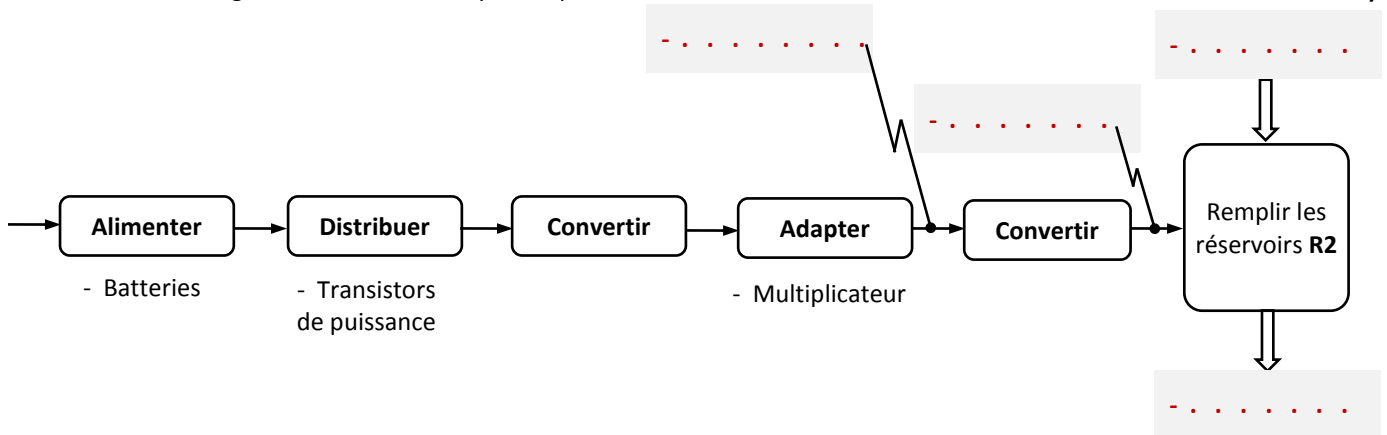 - . . . . . . . .
- . . . . . . .
- . . . . . . .
Alimenter
Distribuer
Convertir
Adapter
Convertir
Remplir les
réservoirs R2
- Batteries
- Transistors
de puissance
- Multiplicateur
- . . . . . . .